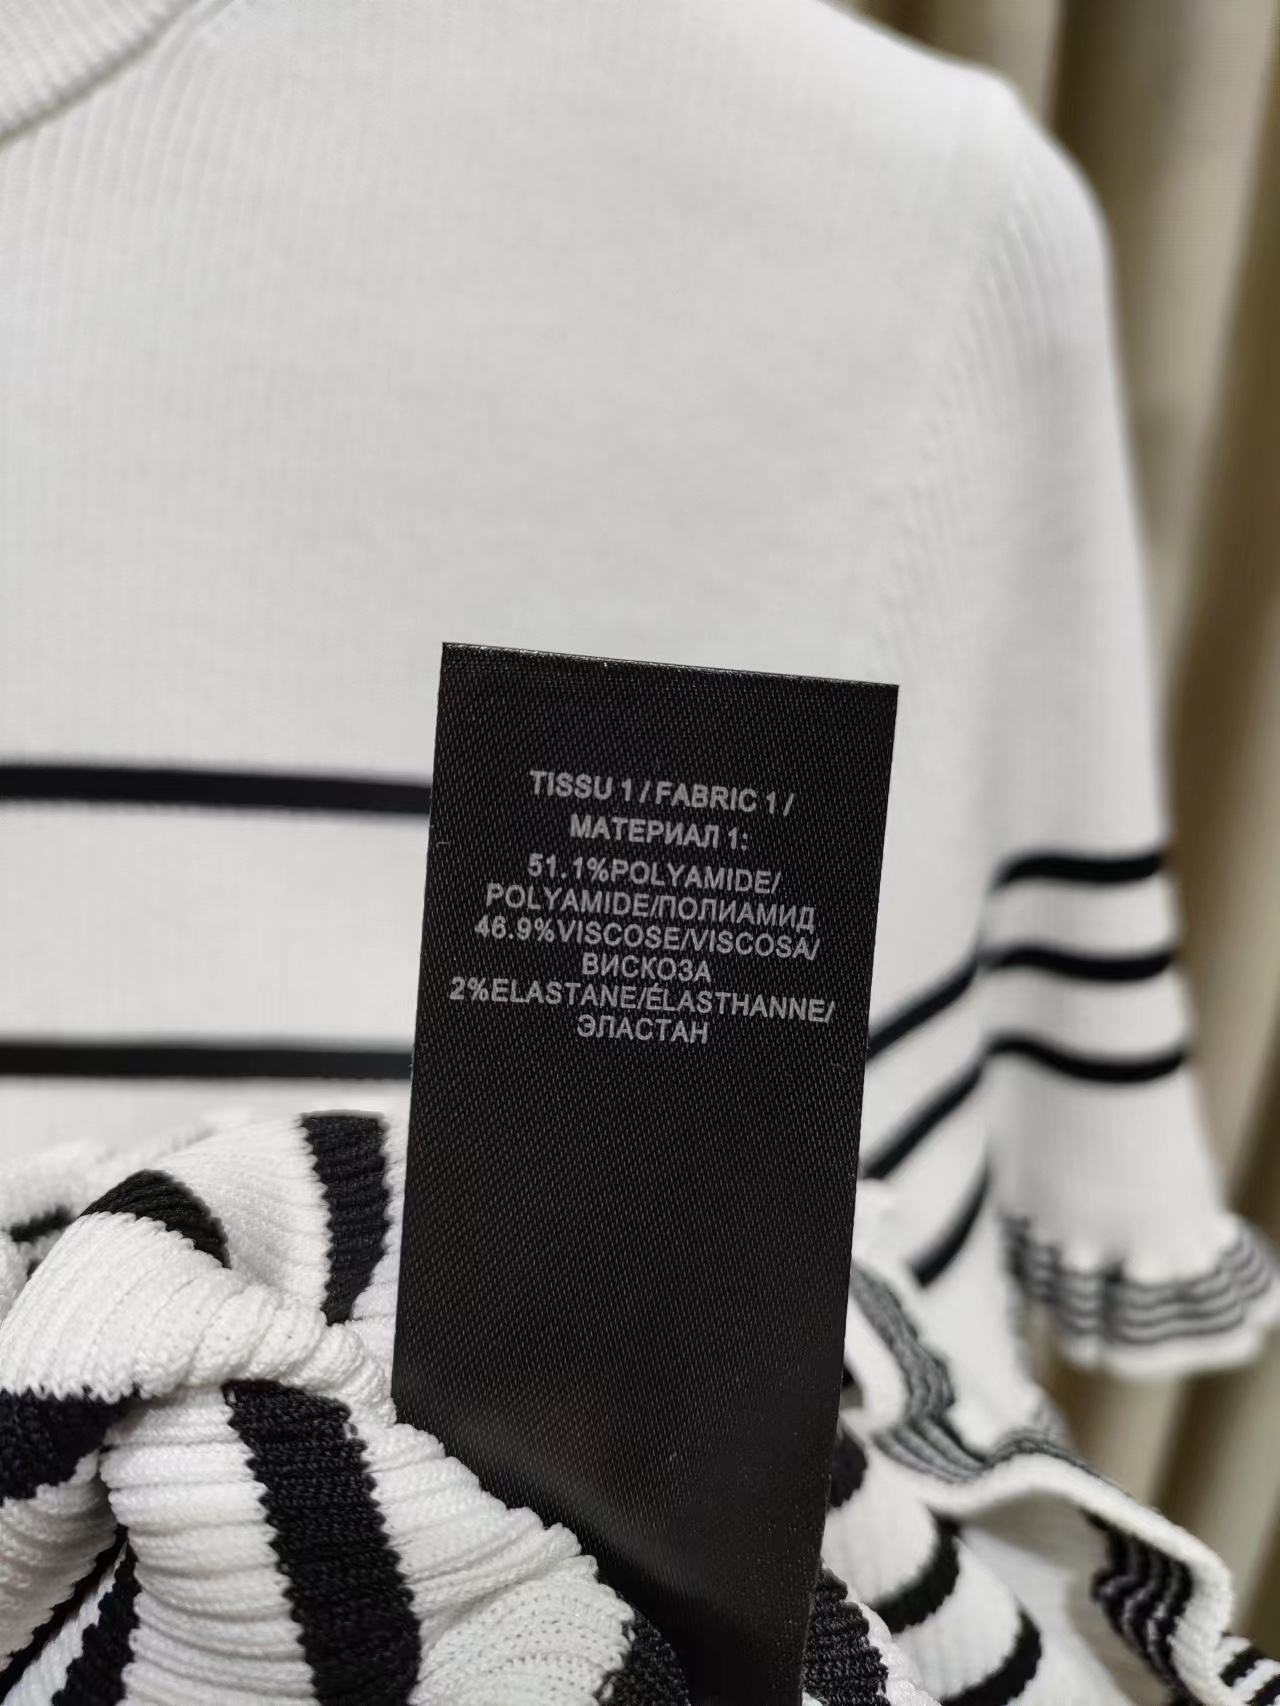 TISSU 1 / FABRIC 1 /
МАТЕРИАЛ 1:
51.1%POLYAMIDE/
POLYAMIDE/ПОЛИАМИД
46.9%VISCOSE/VISCOSA/
ВИСКОЗА
2%ELASTANE/ÉLASTHANNE/
ЭЛАСТАН